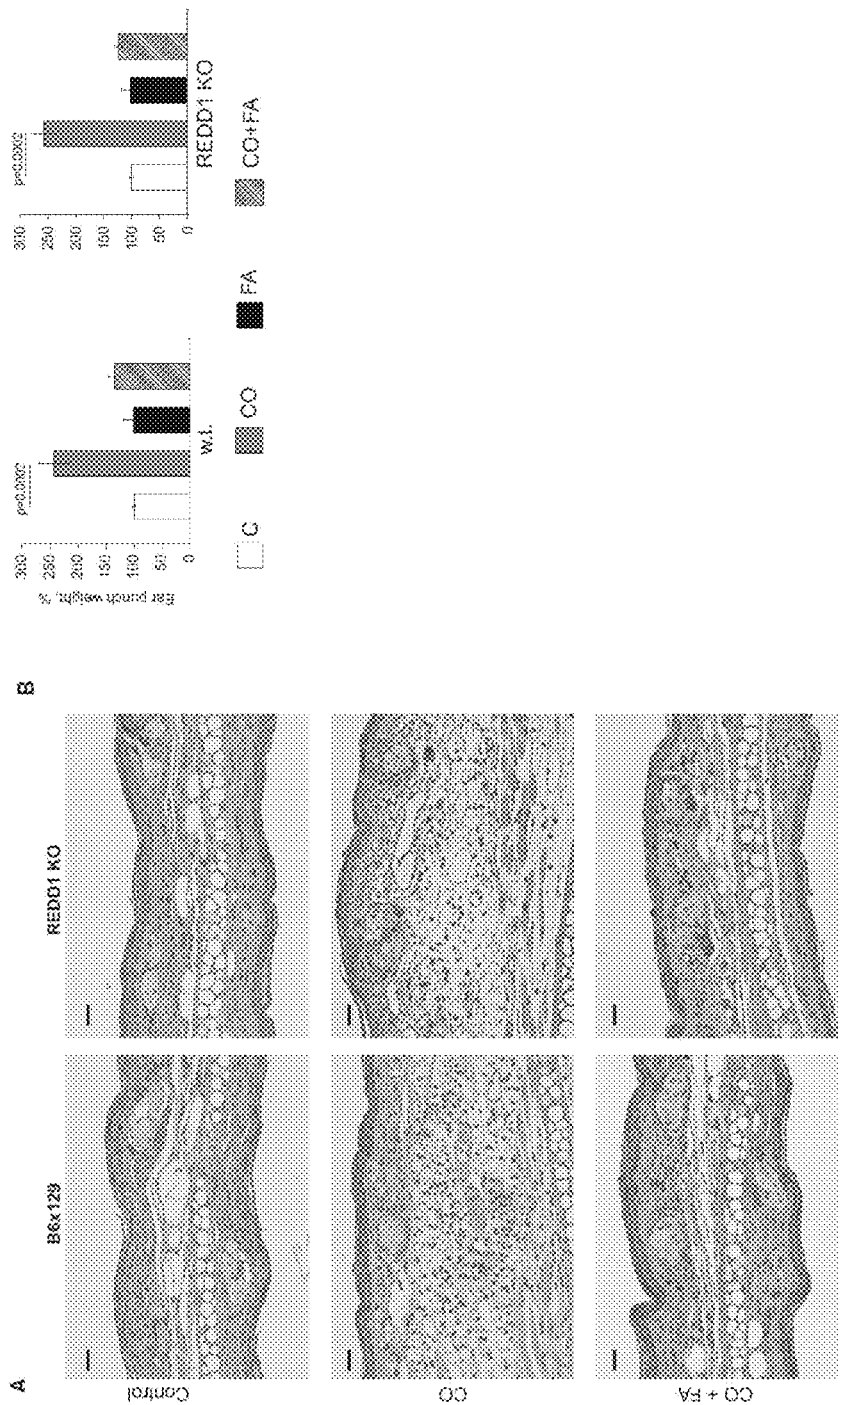 A
B6x129
REDD1 KO
Control
CO
CO + FA
B
Ear punch weight, %
300
250
200
150
100
50
0
p=0.0002
w.t.
300
250
200
150
100
50
0
p=0.0002
REDD1 KO
C
CO
FA
CO+FA